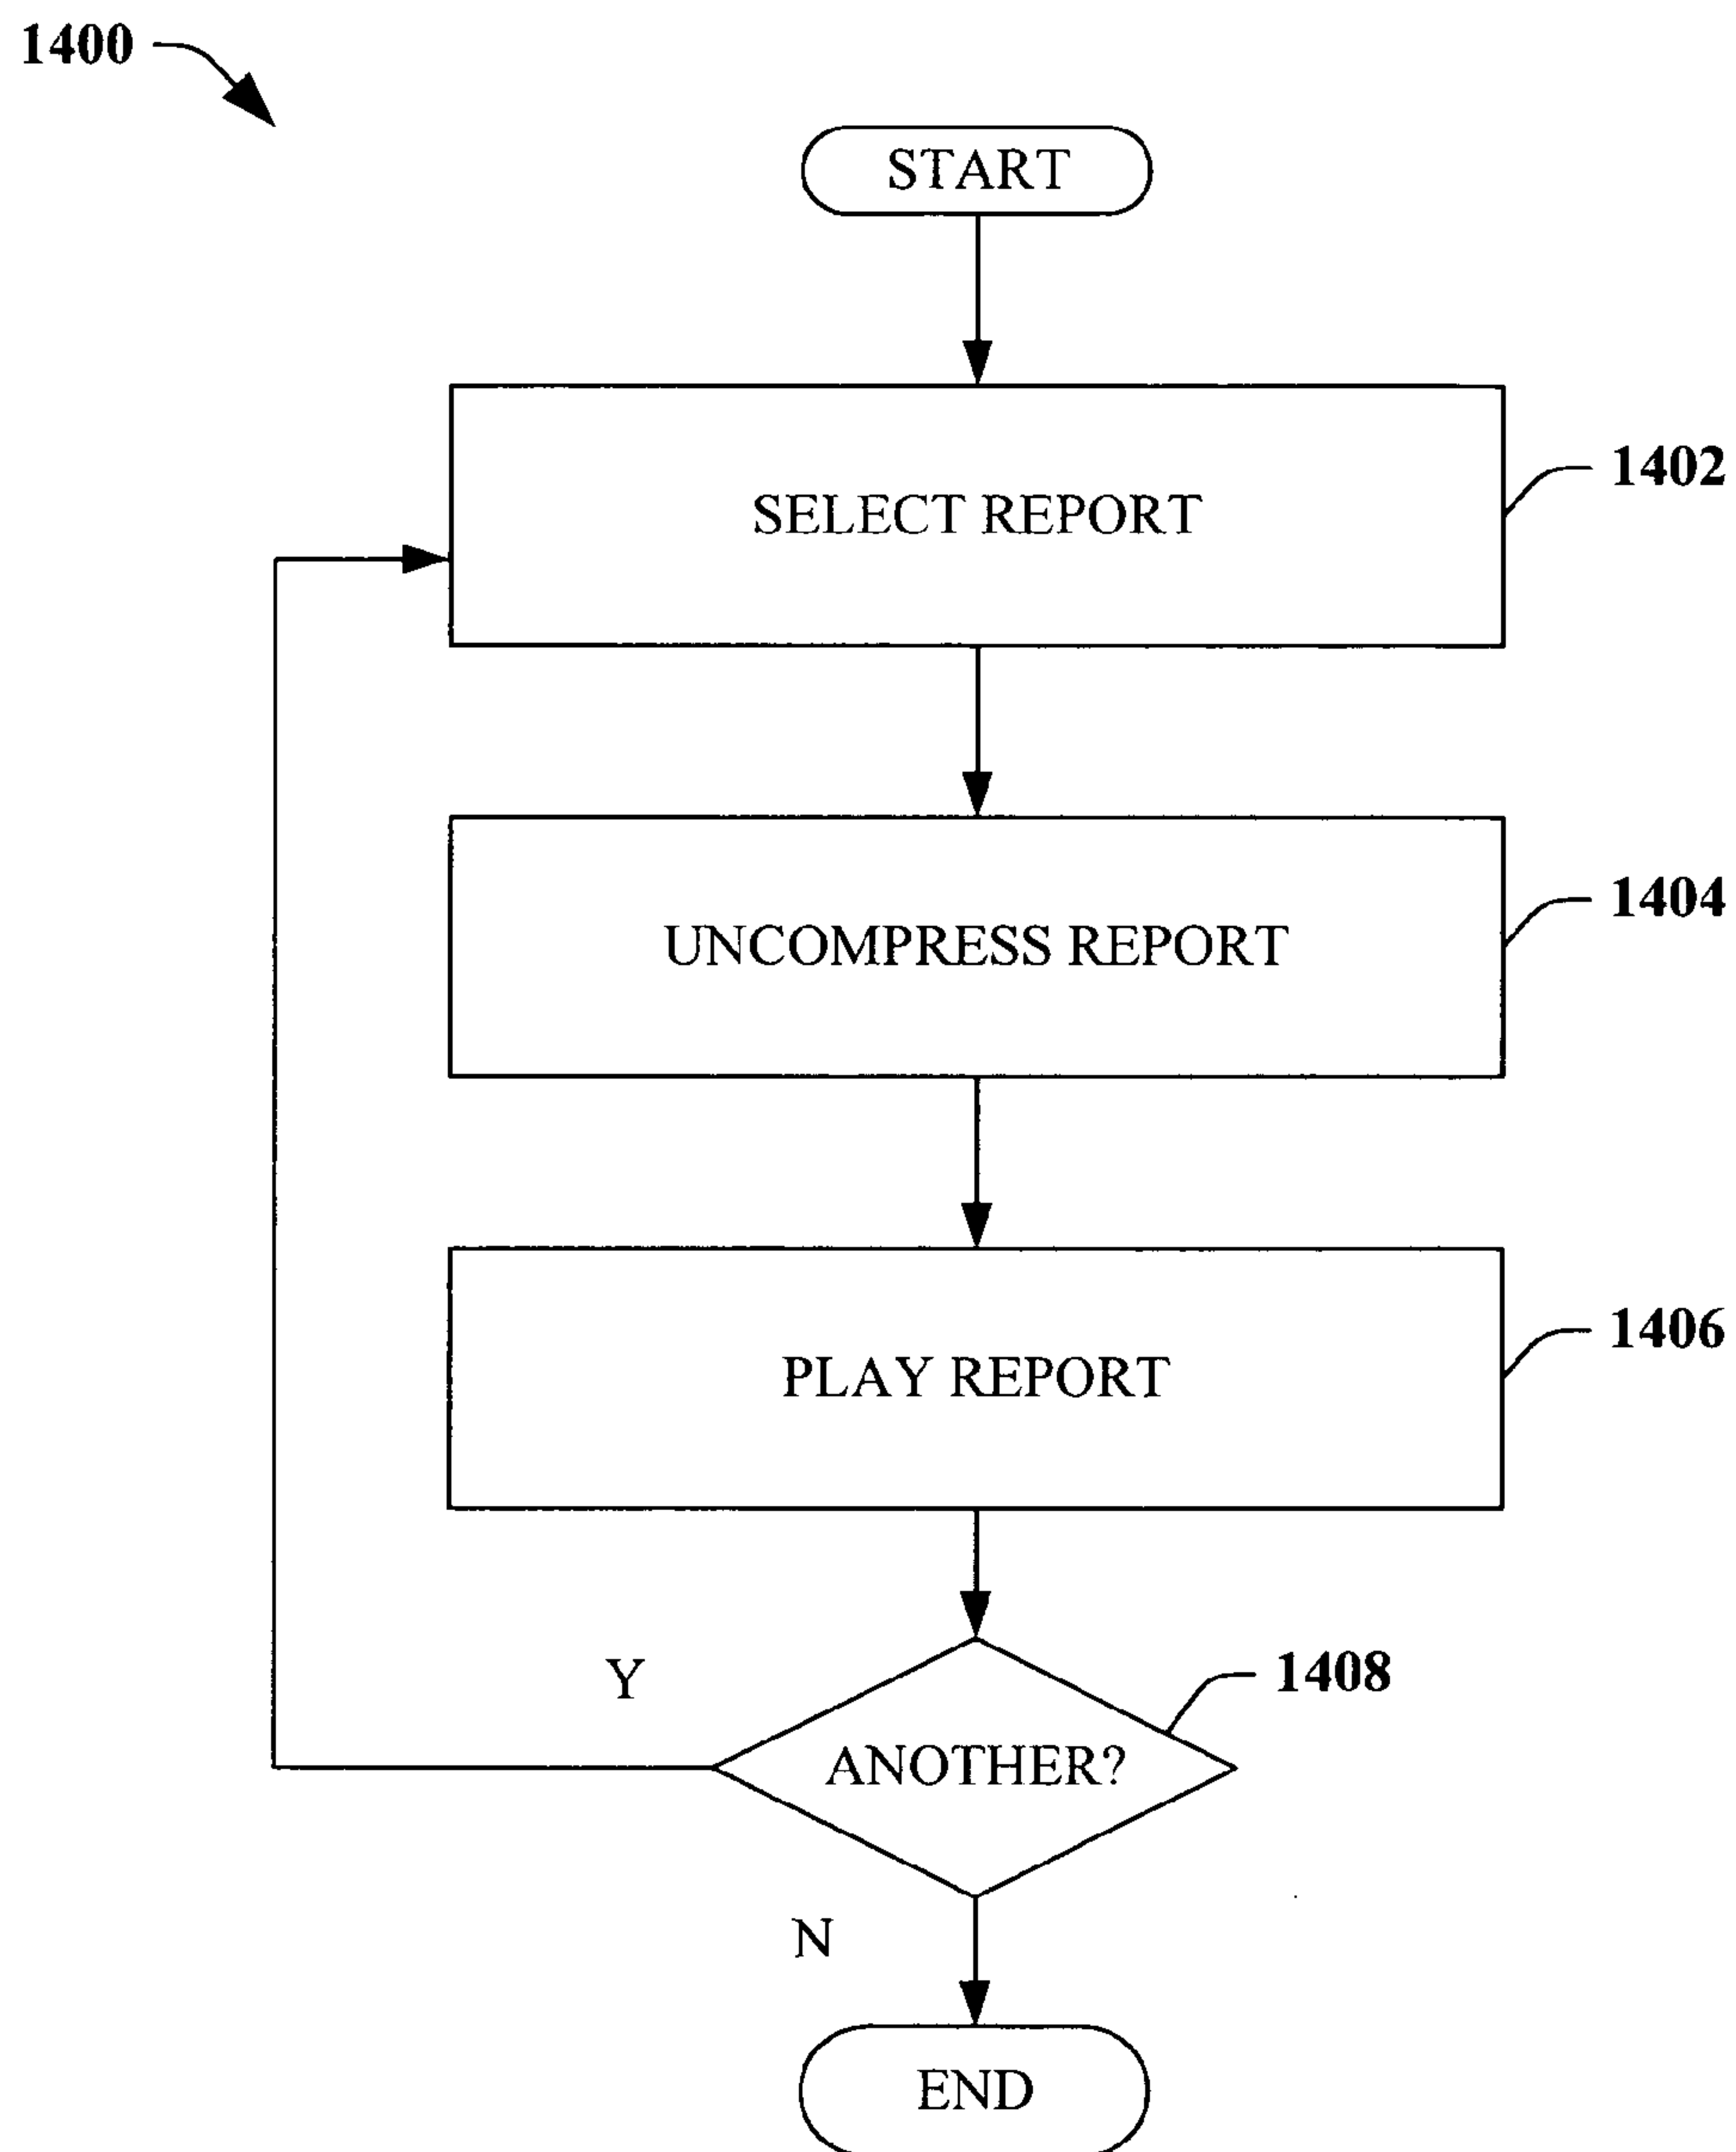 1400
START
SELECT REPORT
1402
UNCOMPRESS REPORT
1404
PLAY REPORT
1406
Y
1408
ANOTHER?
N
END